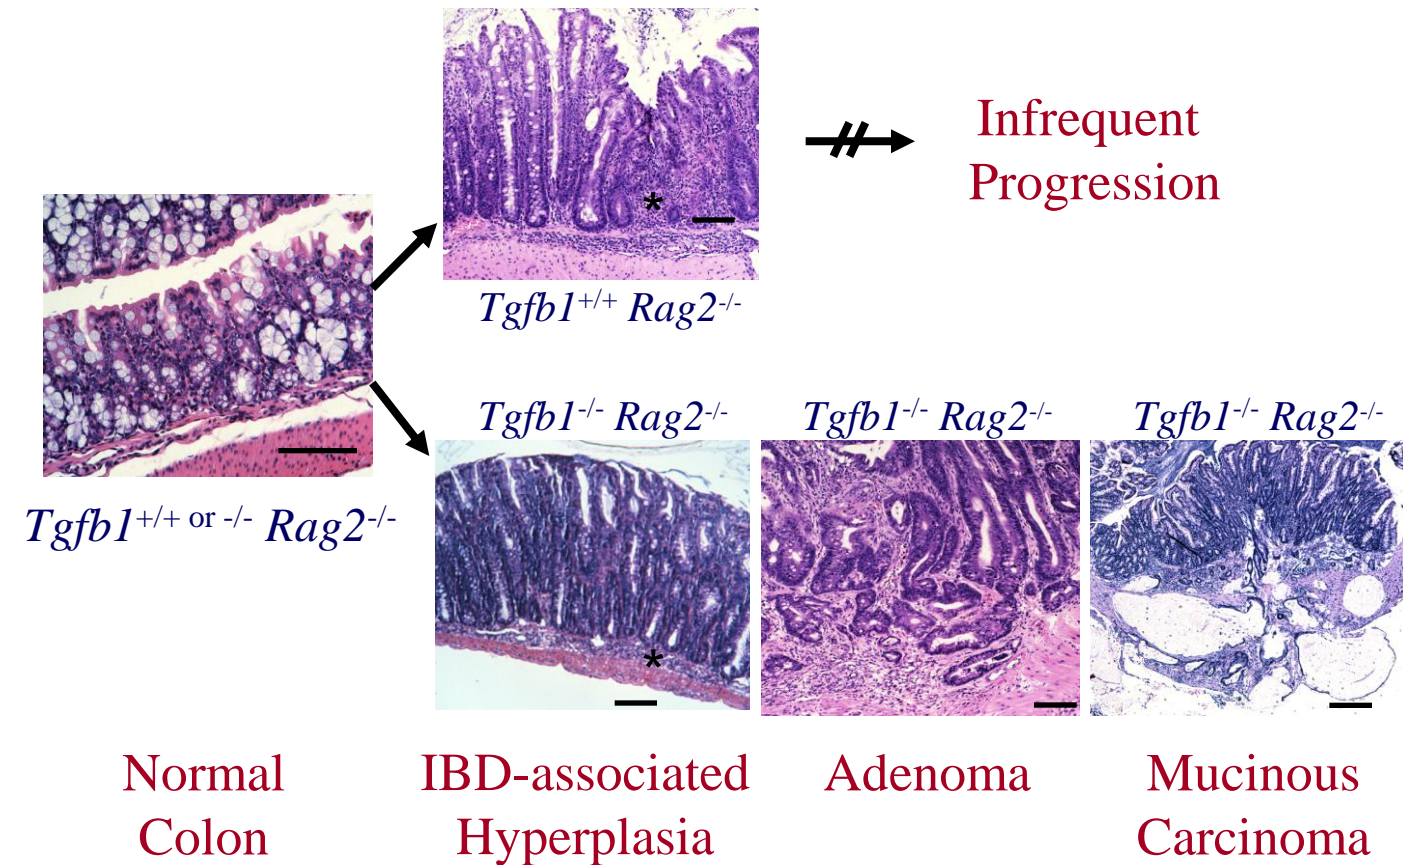 Infrequent
Progression
*
Tgfb1+/+ Rag2-/-
Tgfb1+/+ or -/- Rag2-/-
Tgfb1-/- Rag2-/-
Tgfb1-/- Rag2-/-
Tgfb1-/- Rag2-/-
*
Normal
Colon
IBD-associated
Hyperplasia
Adenoma
Mucinous
Carcinoma